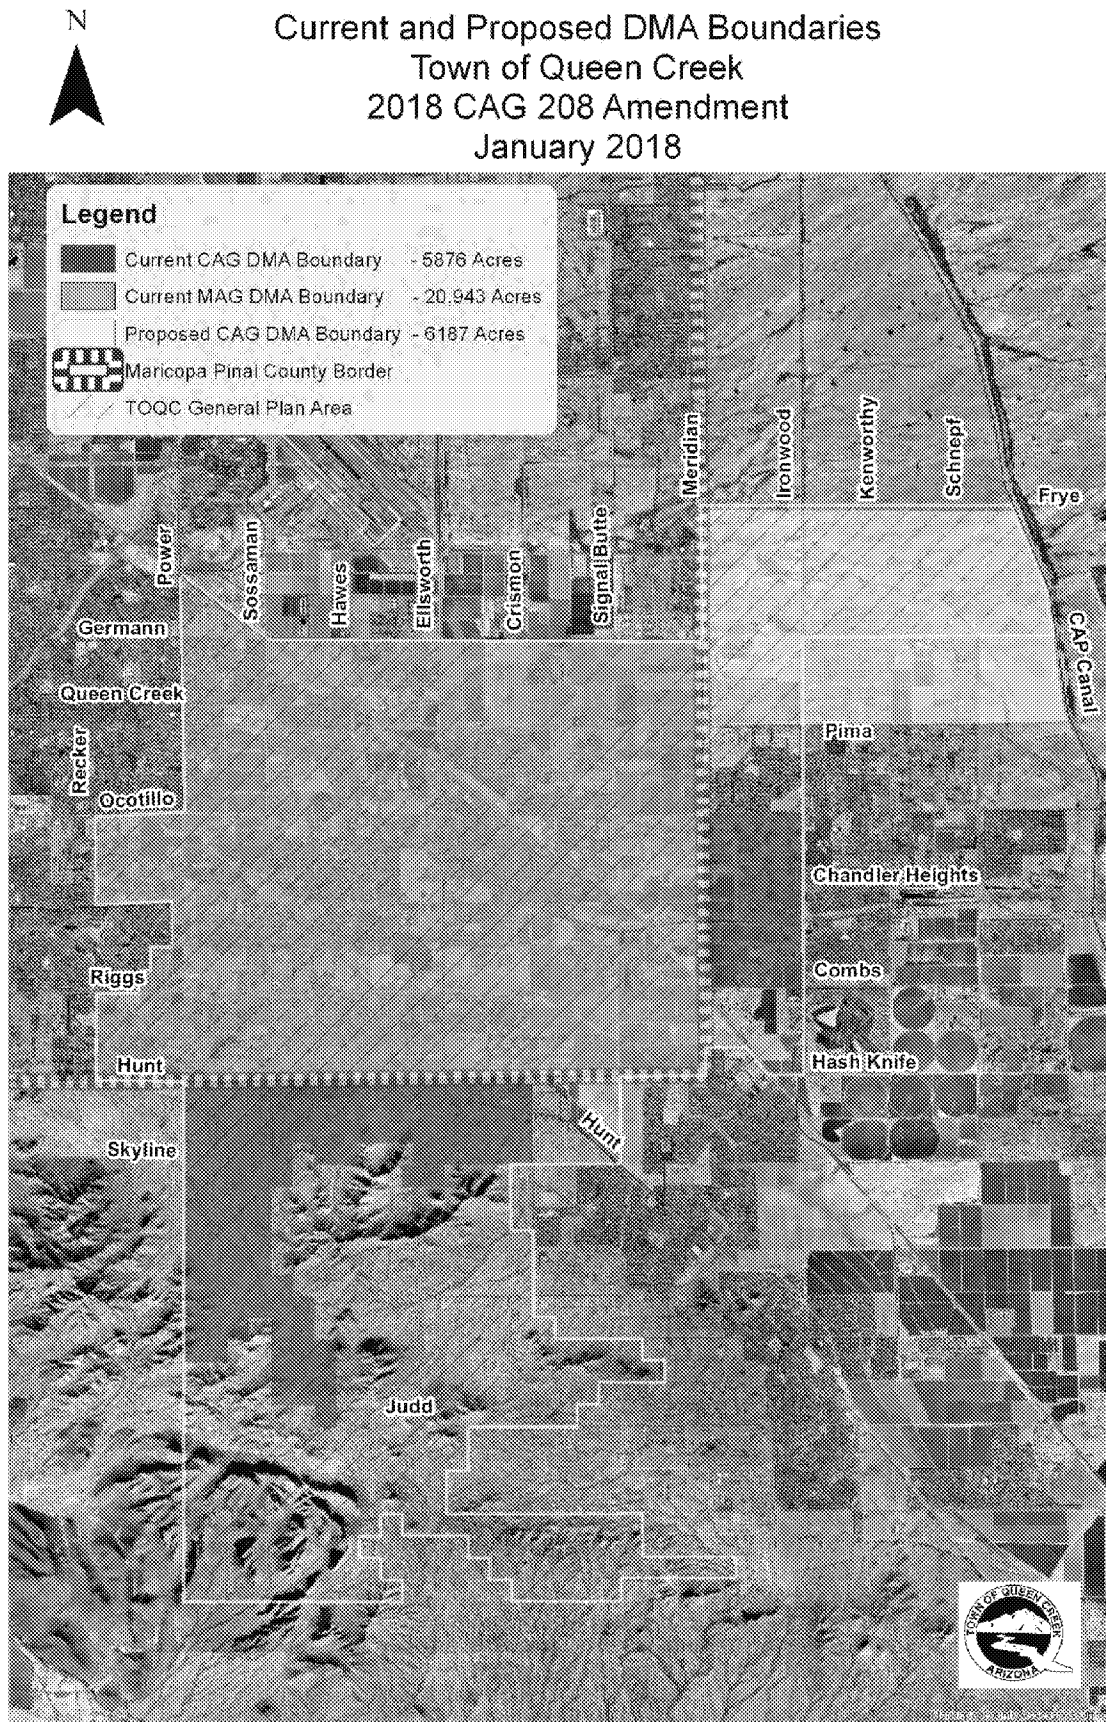 N
Current and Proposed DMA Boundaries
Town of Queen Creek
2018 CAG 208 Amendment
January 2018
Legend
Current CAG DMA Boundary - 5876 Acres
Current MAG DMA Boundary - 20,943 Acres
Proposed CAG DMA Boundary - 6187 Acres
Maricopa Pinal County Border
TOQC General Plan Area
Meridian
Ironwood
Kenworthy
Schnepf
Frye
Power
Sossaman
Hawes
Ellsworth
Crismon
Signal Butte
Germann
CAP Canal
Queen Creek
Recker
Pima
Ocotillo
Chandler Heights
Riggs
Combs
Hunt
Hash Knife
Hunt
Skyline
Judd
TOWN OF QUEEN CREEK
ARIZONA